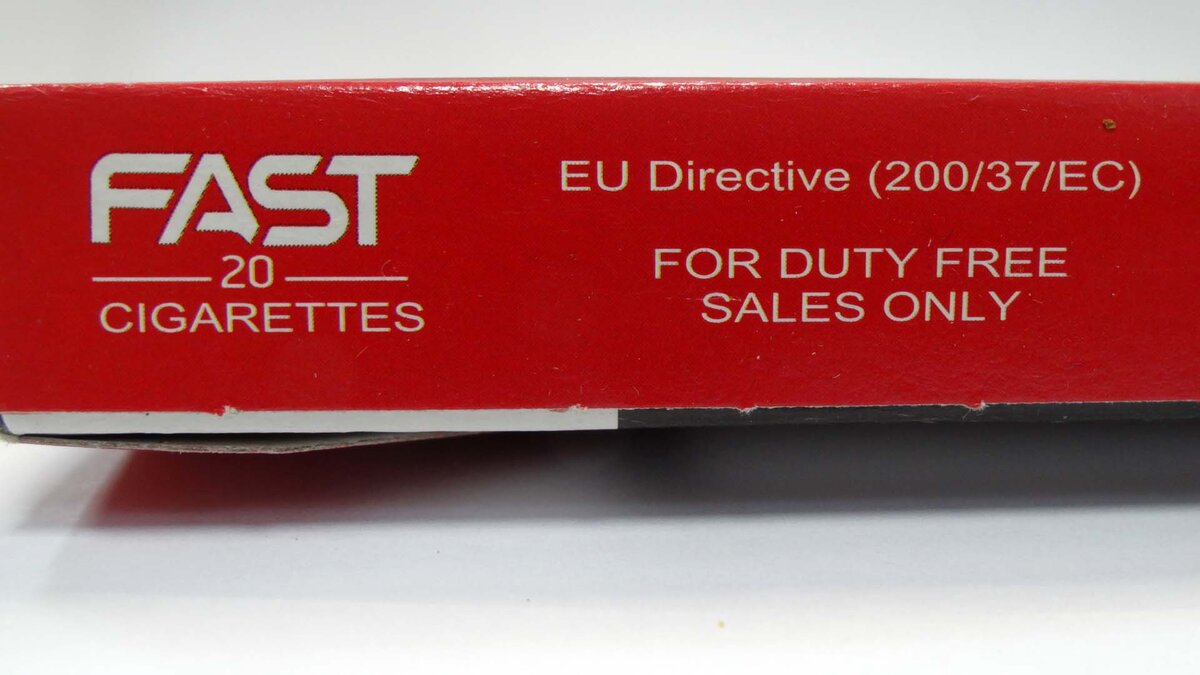 FAST
20
CIGARETTES
EU Directive (200/37/EC)
FOR DUTY FREE
SALES ONLY